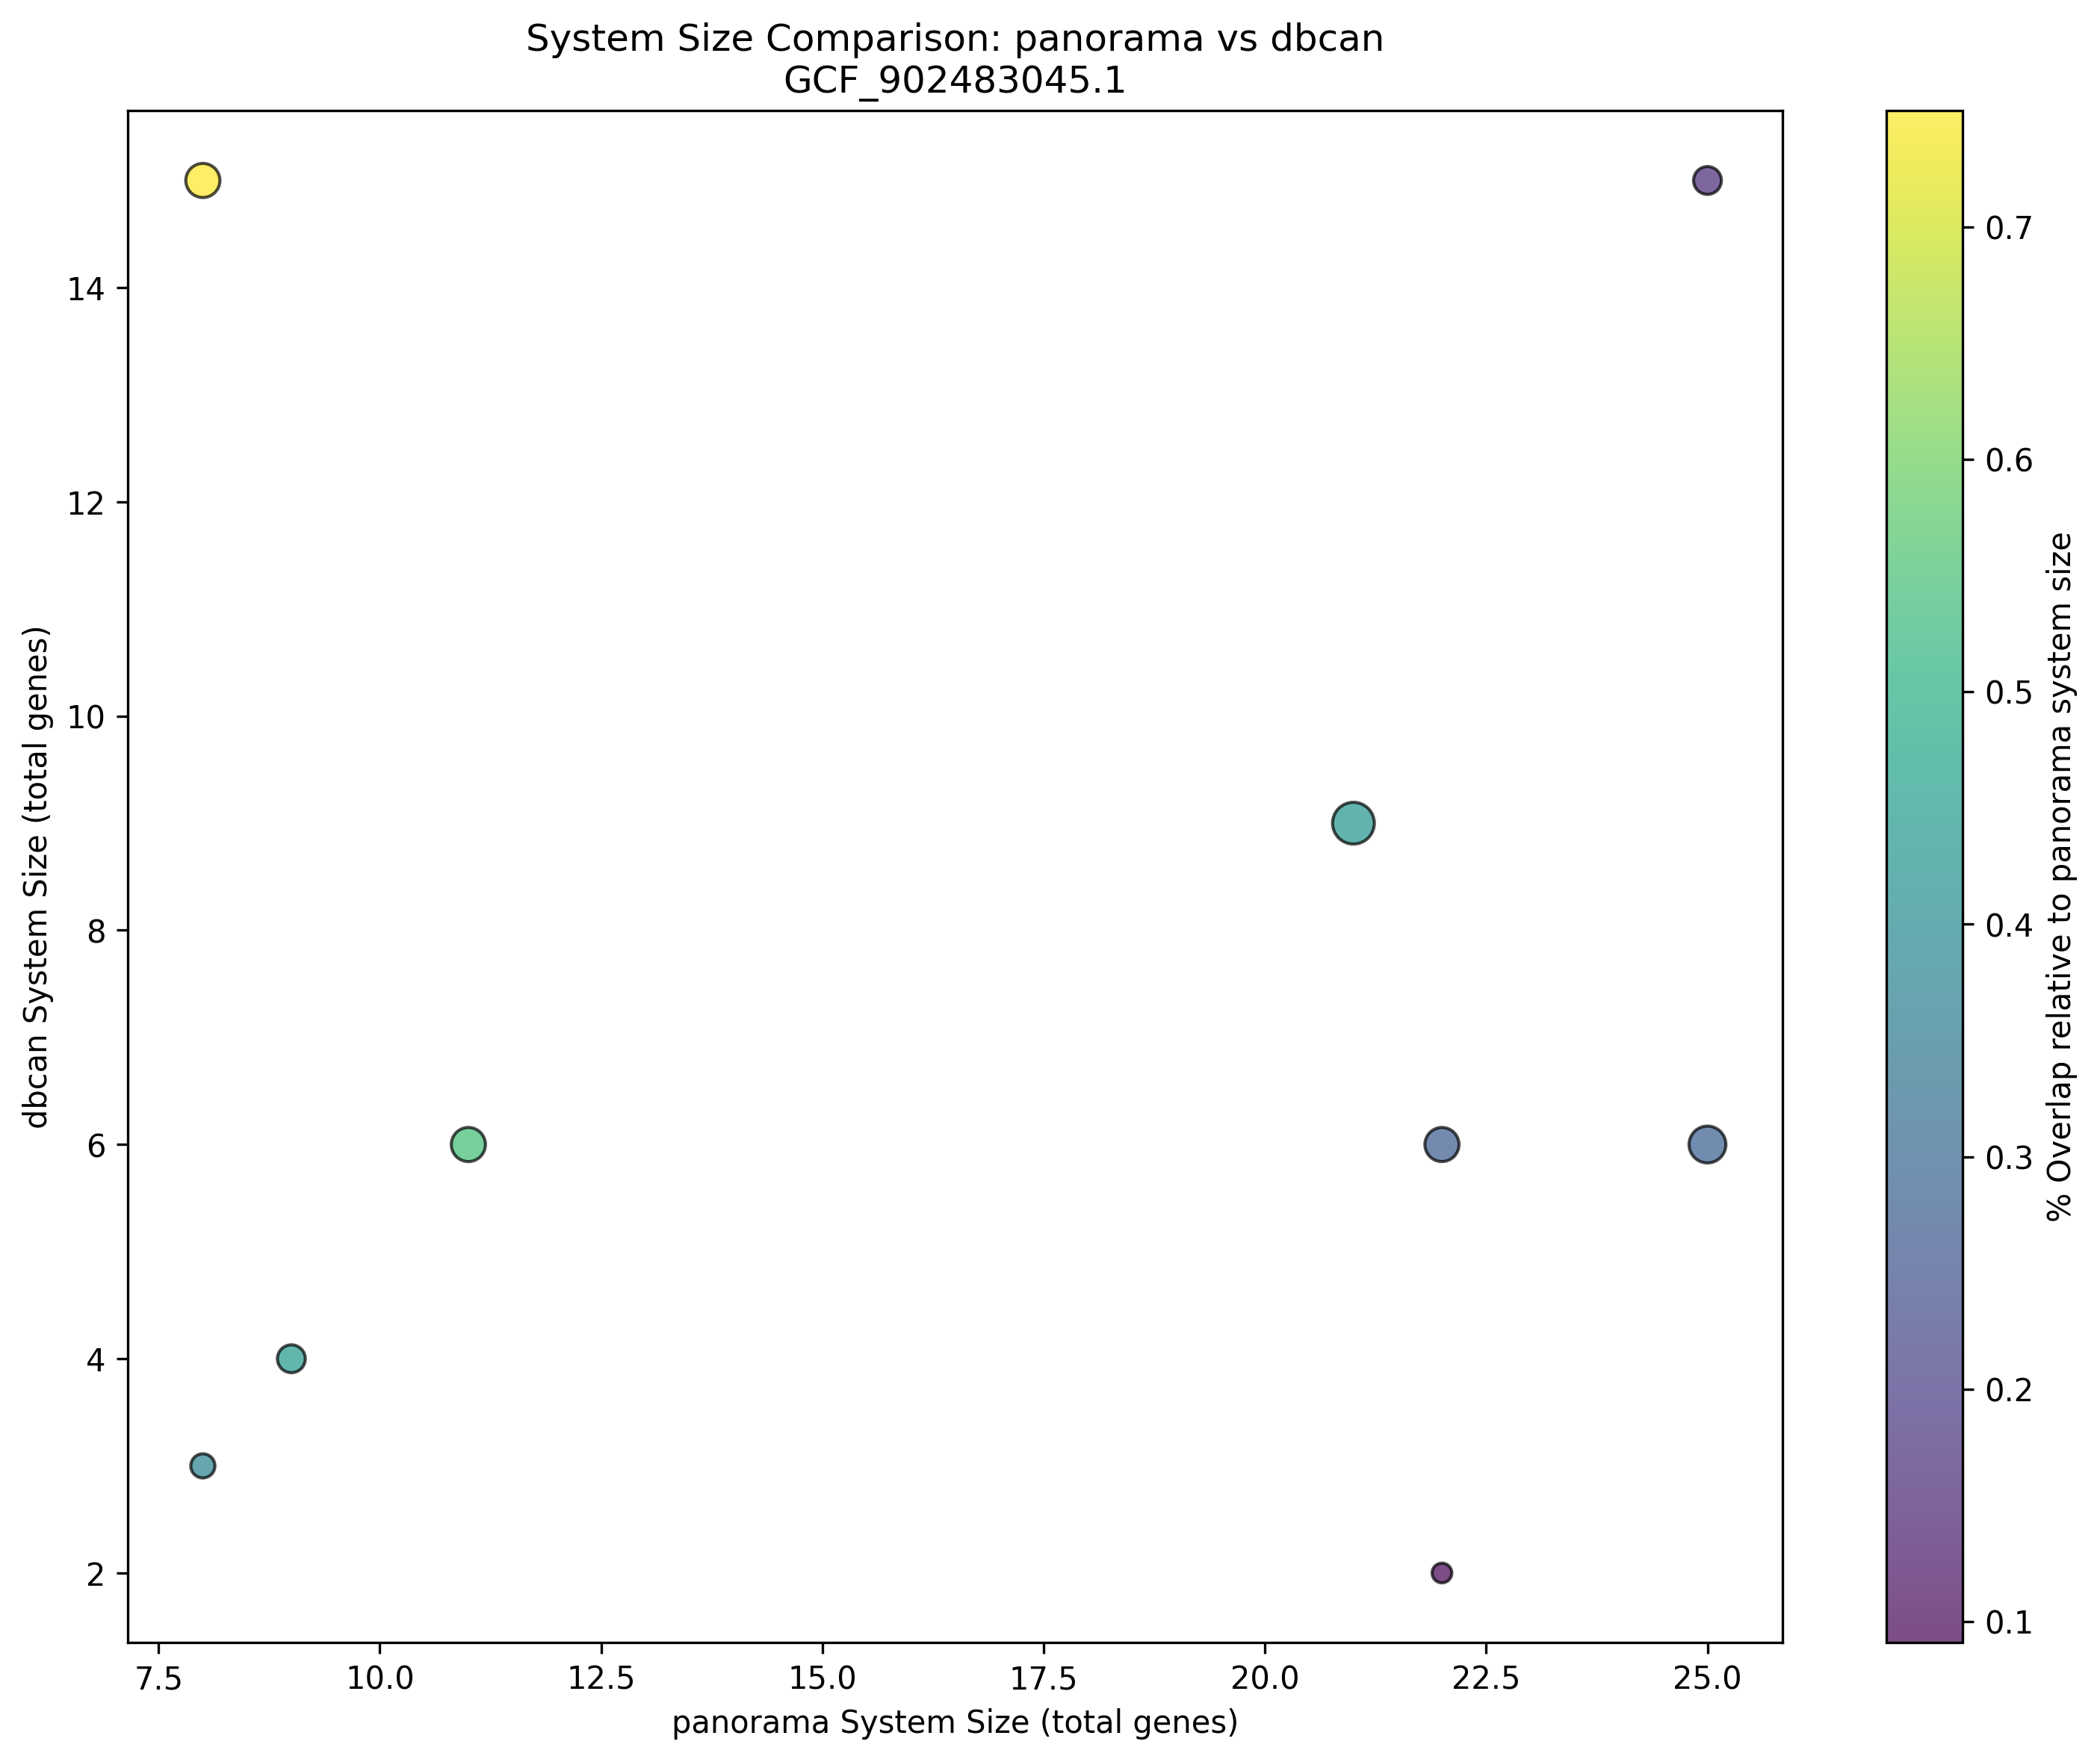 System Size Comparison: panorama vs dbcan
GCF_902483045.1
dbcan System Size (total genes)
14
12
10
8
6
4
2
7.5 10.0 12.5 15.0 17.5 20.0 22.5 25.0
panorama System Size (total genes)
0.7
0.6
0.5
0.4
0.3
0.2
0.1
% Overlap relative to panorama system size